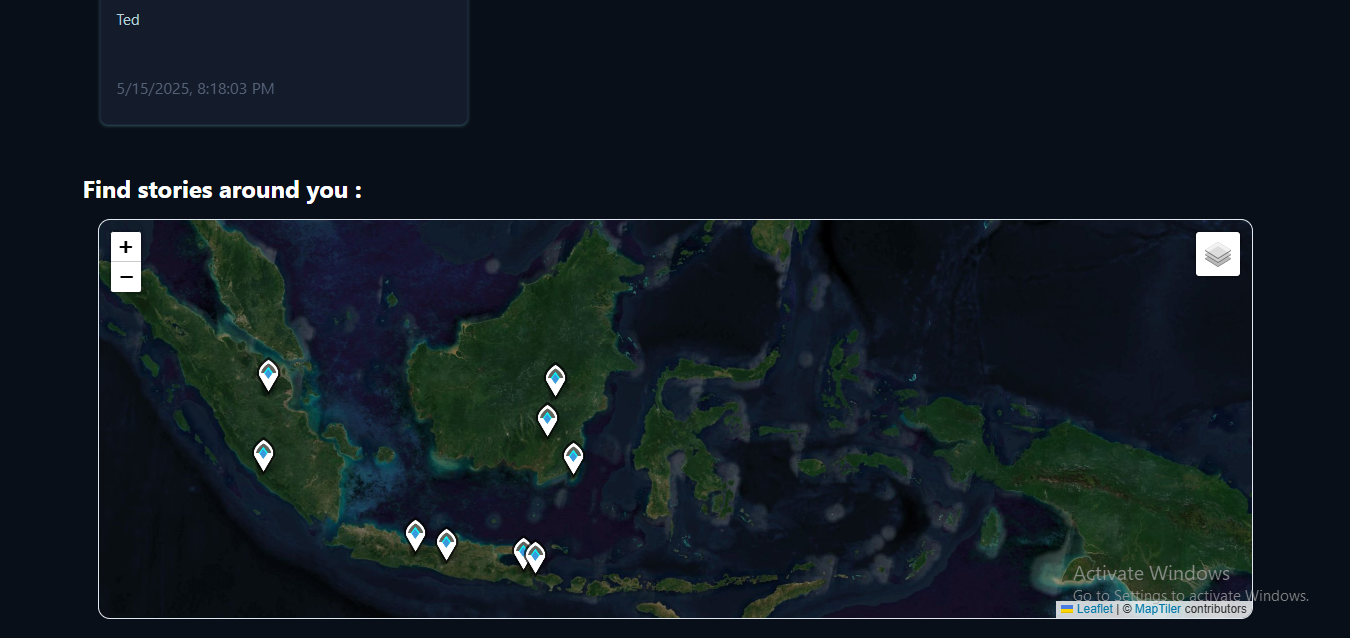 Ted
5/15/2025, 8:18:03 PM
Find stories around you :
+
−
Activate Windows
Go to Settings to activate Windows.
Leaflet | © MapTiler contributors